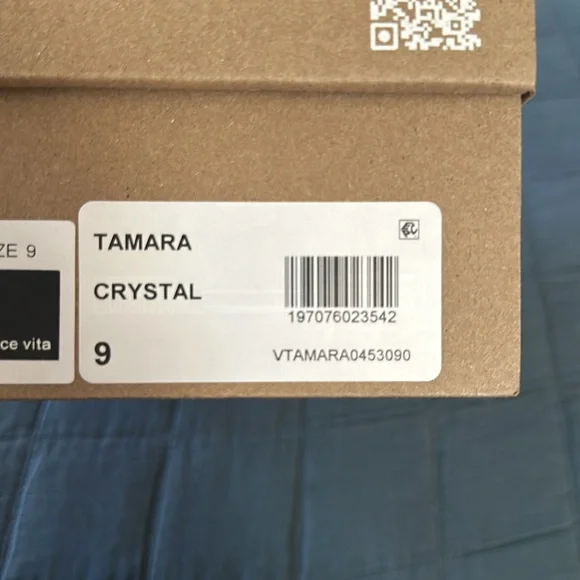 ZE 9
ce vita
TAMARA
CRYSTAL
197076023542
9
VTAMARA0453090